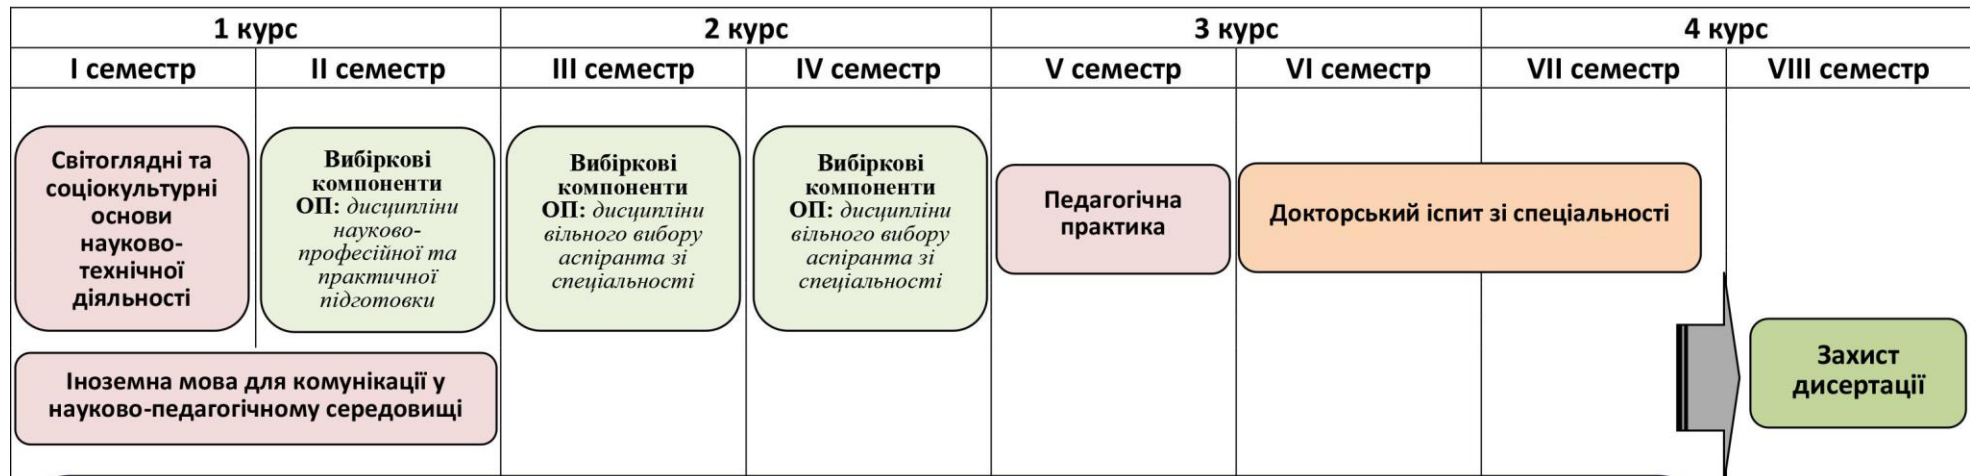 1 курс
2 курс
3 курс
4 курс
I семестр
II семестр
III семестр
IV семестр
V семестр
VI семестр
VII семестр
VIII семестр
Світоглядні та
соціокультурні
основи
науково-
технічної
діяльності
Вибіркові
компоненти
ОП: дисципліни
науково-
професійної та
практичної
підготовки
Вибіркові
компоненти
ОП: дисципліни
вільного вибору
аспіранта зі
спеціальності
Вибіркові
компоненти
ОП: дисципліни
вільного вибору
аспіранта зі
спеціальності
Педагогічна
практика
Докторський іспит зі спеціальності
Іноземна мова для комунікації у
науково-педагогічному середовищі
Захист
дисертації